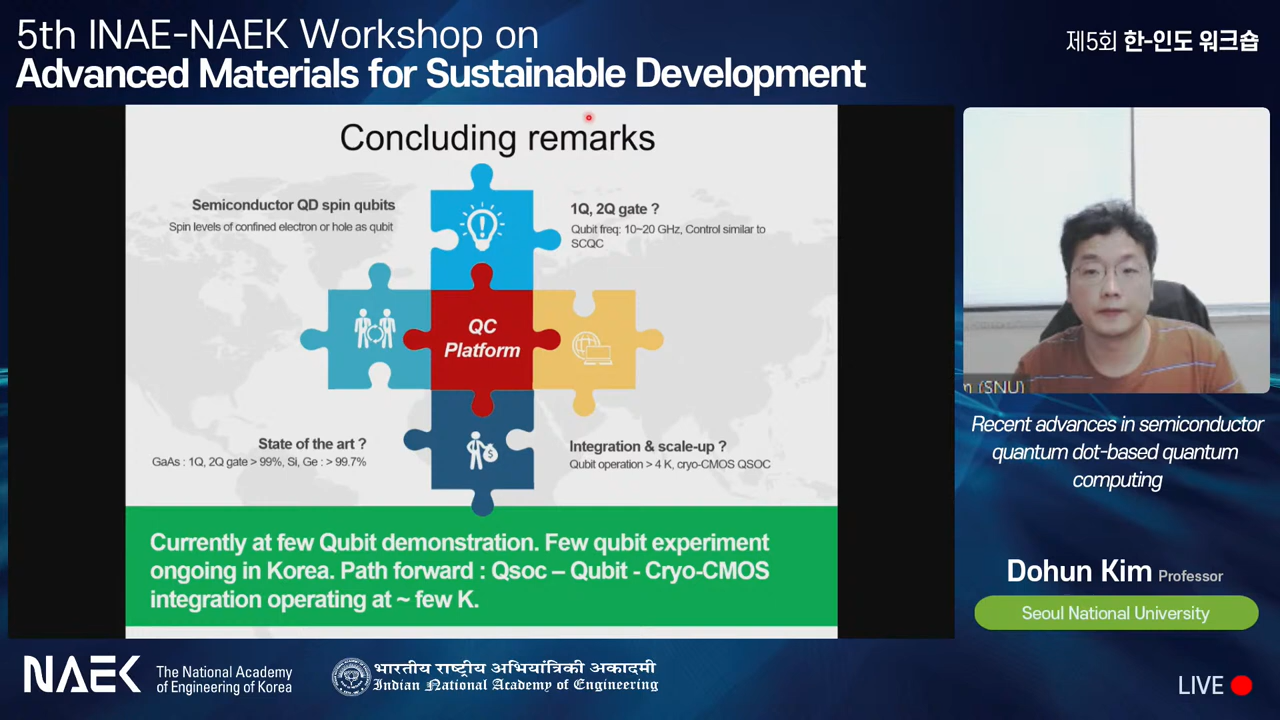 5th INAE-NAEK Workshop on
Advanced Materials for Sustainable Development
제5회 한-인도 워크숍
Concluding remarks
Semiconductor QD spin qubits
Spin levels of confined electron or hole as qubit
1Q, 2Q gate ?
Qubit freq: 10~20 GHz, Control similar to
SCQC
QC
Platform
State of the art ?
GaAs : 1Q, 2Q gate > 99%, Si, Ge : > 99.7%
Integration & scale-up ?
Qubit operation > 4 K, cryo-CMOS QSOC
Currently at few Qubit demonstration. Few qubit experiment
ongoing in Korea. Path forward : Qsoc – Qubit - Cryo-CMOS
integration operating at ~ few K.
(SNU)
Recent advances in semiconductor
quantum dot-based quantum
computing
Dohun Kim Professor
Seoul National University
NAEK
The National Academy
of Engineering of Korea
भारतीय राष्ट्रीय अभियांत्रिकी अकादमी
Indian National Academy of Engineering
LIVE